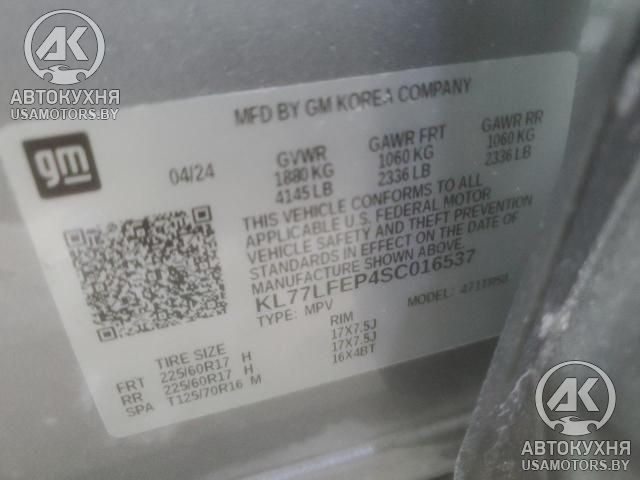 AK
АВТОКУХНЯ
USAMOTORS.BY
MFD BY GM KOREA COMPANY
gm
04/24
GVWR
1880 KG
4145 LB
GAWR FRT
1060 KG
2336 LB
GAWR RR
1060 KG
2336 LB
THIS VEHICLE CONFORMS TO ALL
APPLICABLE U.S. FEDERAL MOTOR
VEHICLE SAFETY AND THEFT PREVENTION
STANDARDS IN EFFECT ON THE DATE OF
MANUFACTURE SHOWN ABOVE.
KL77LFEP4SC016537
TYPE: MPV
MODEL:
TIRE SIZE
RIM
FRT 225/60R17 H 17X7.5J
RR 225/60R17 H 17X7.5J
SPA T125/70R16 M 16X4BT
AK
АВТОКУХНЯ
USAMOTORS.BY